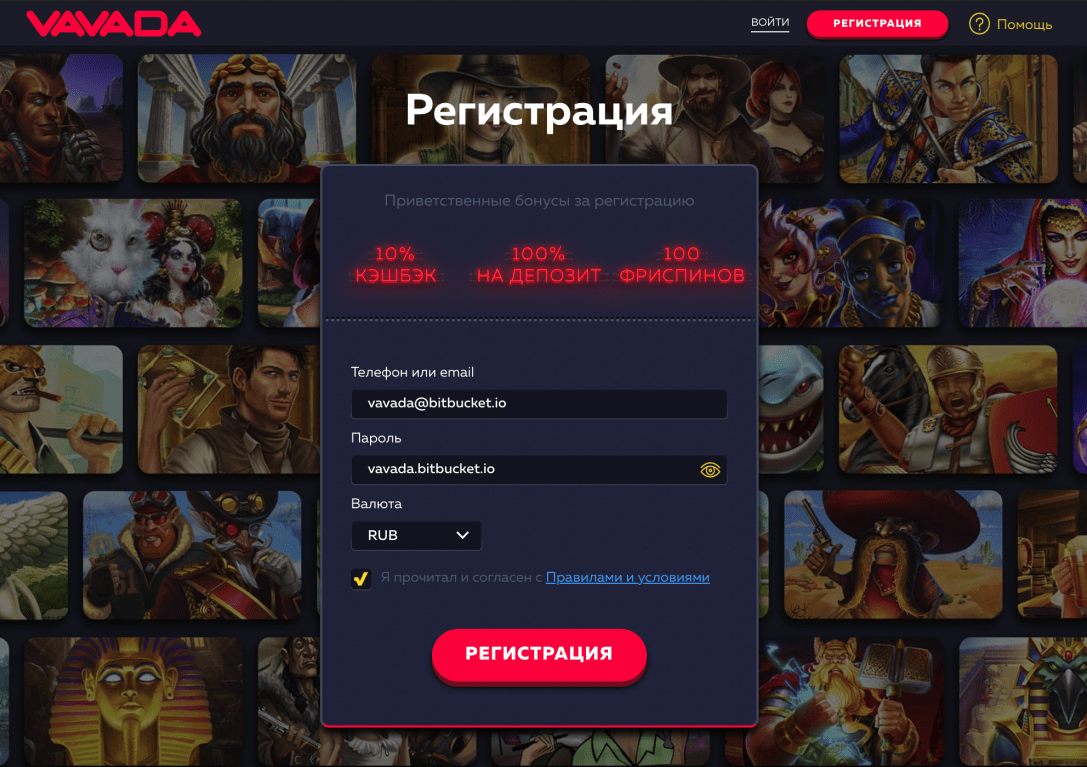 VAVADA
ВОЙТИ
РЕГИСТРАЦИЯ
? Помощь
Регистрация
Приветственные бонусы за регистрацию
10% КЭШБЭК
100% НА ДЕПОЗИТ
100 ФРИСПИНОВ
Телефон или email
vavada@bitbucket.io
Пароль
vavada.bitbucket.io
Валюта
RUB
Я прочитал и согласен с Правилами и условиями
РЕГИСТРАЦИЯ